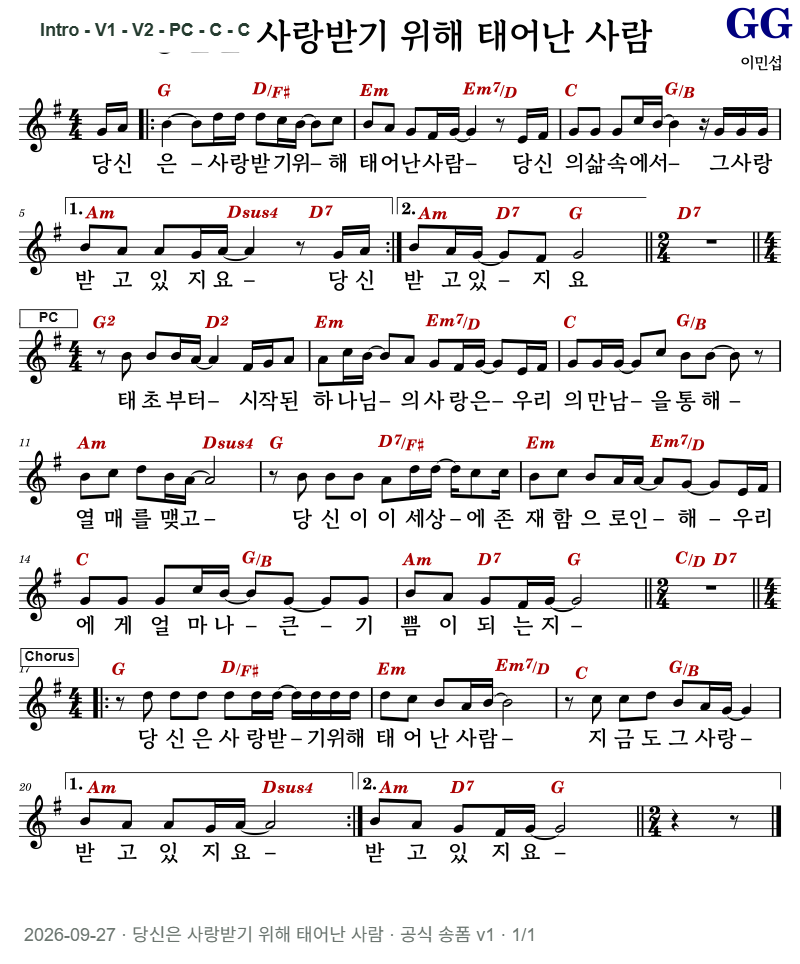 Intro - V1 - V2 - PC - C - C
사랑받기 위해 태어난 사람
GG
이민섭
G D/F♯ Em Em7/D C G/B
당신 은 – 사랑받기위– 해 태어난사람– 당신 의삶속에서– 그사랑
5
1. Am Dsus4 D7 2. Am D7 G D7
받 고 있 지요– 당신 받 고있– 지 요
PC
G2 D2 Em Em7/D C G/B
태초부터– 시작된 하나님– 의사랑은–우리 의만남– 을통해–
11
Am Dsus4 G D7/F♯ Em Em7/D
열 매 를 맺고– 당신이이세상–에존 재함으로인– 해–우리
14
C G/B Am D7 G C/D D7
에 게 얼 마나– 큰– 기 쁨 이 되 는지–
Chorus
17
G D/F♯ Em Em7/D C G/B
당 신은사 랑받–기위해 태 어 난 사람– 지금도그사랑–
20
1. Am Dsus4 2. Am D7 G
받 고 있 지 요 – 받 고 있 지 요 –
2026-09-27 · 당신은 사랑받기 위해 태어난 사람 · 공식 송폼 v1 · 1/1